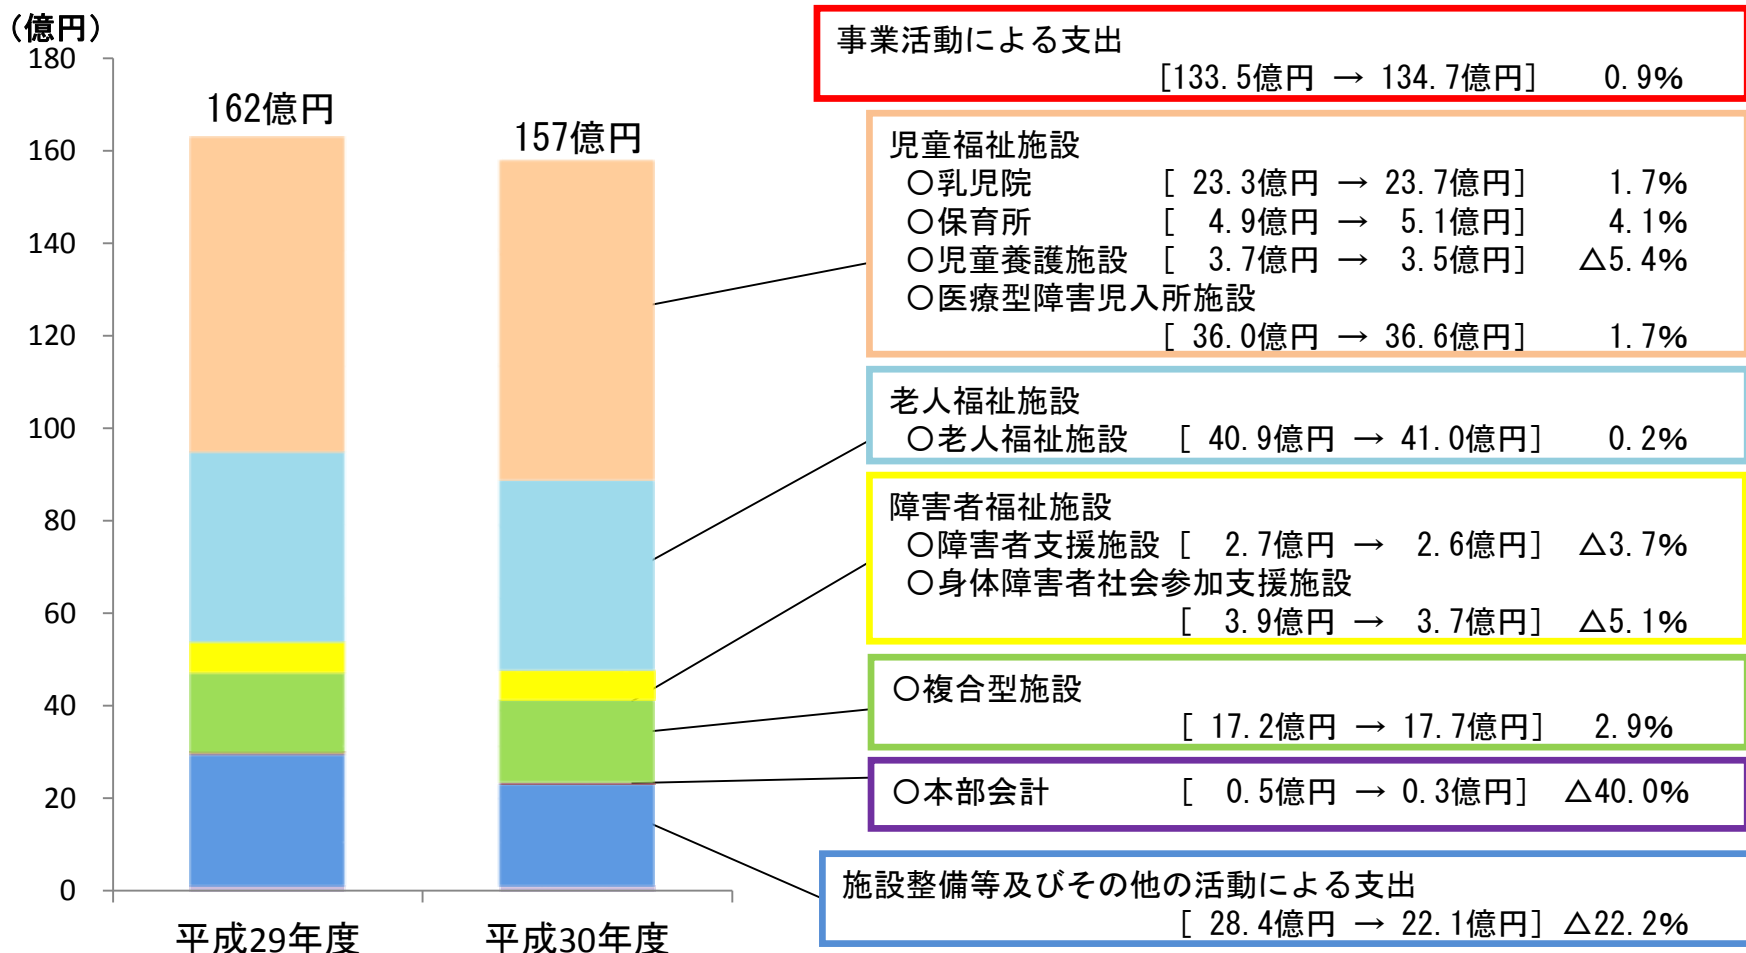 (億円)
180
160
140
120
100
80
60
40
20
0
162億円
157億円
平成29年度
平成30年度
事業活動による支出
[133.5億円 → 134.7億円] 0.9%
児童福祉施設
○乳児院 [ 23.3億円 → 23.7億円] 1.7%
○保育所 [ 4.9億円 → 5.1億円] 4.1%
○児童養護施設 [ 3.7億円 → 3.5億円] △5.4%
○医療型障害児入所施設
[ 36.0億円 → 36.6億円] 1.7%
老人福祉施設
○老人福祉施設 [ 40.9億円 → 41.0億円] 0.2%
障害者福祉施設
○障害者支援施設 [ 2.7億円 → 2.6億円] △3.7%
○身体障害者社会参加支援施設
[ 3.9億円 → 3.7億円] △5.1%
○複合型施設
[ 17.2億円 → 17.7億円] 2.9%
○本部会計 [ 0.5億円 → 0.3億円] △40.0%
施設整備等及びその他の活動による支出
[ 28.4億円 → 22.1億円] △22.2%